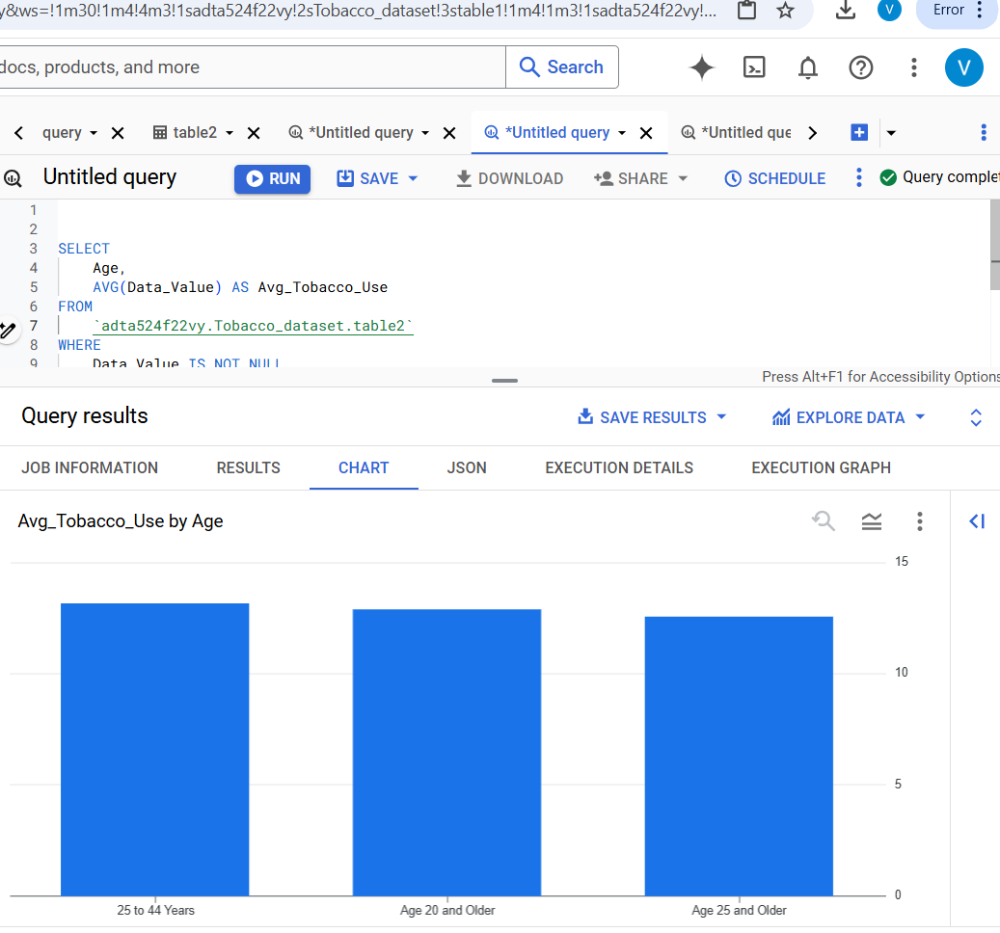 y&ws=!1m30!1m4!4m3!1sadta524f22vy!2sTobacco_dataset!3stable1!1m4!1m3!1sadta524f22vy!... V Error
docs, products, and more Search V
query table2 *Untitled query *Untitled query *Untitled que
Untitled query RUN SAVE DOWNLOAD SHARE SCHEDULE Query complet
1
2
3 SELECT
4 Age,
5 AVG(Data_Value) AS Avg_Tobacco_Use
6 FROM
7 `adta524f22vy.Tobacco_dataset.table2`
8 WHERE
9 Data_Value IS NOT NULL
Press Alt+F1 for Accessibility Options
Query results SAVE RESULTS EXPLORE DATA
JOB INFORMATION RESULTS CHART JSON EXECUTION DETAILS EXECUTION GRAPH
Avg_Tobacco_Use by Age
15
10
5
0
25 to 44 Years Age 20 and Older Age 25 and Older